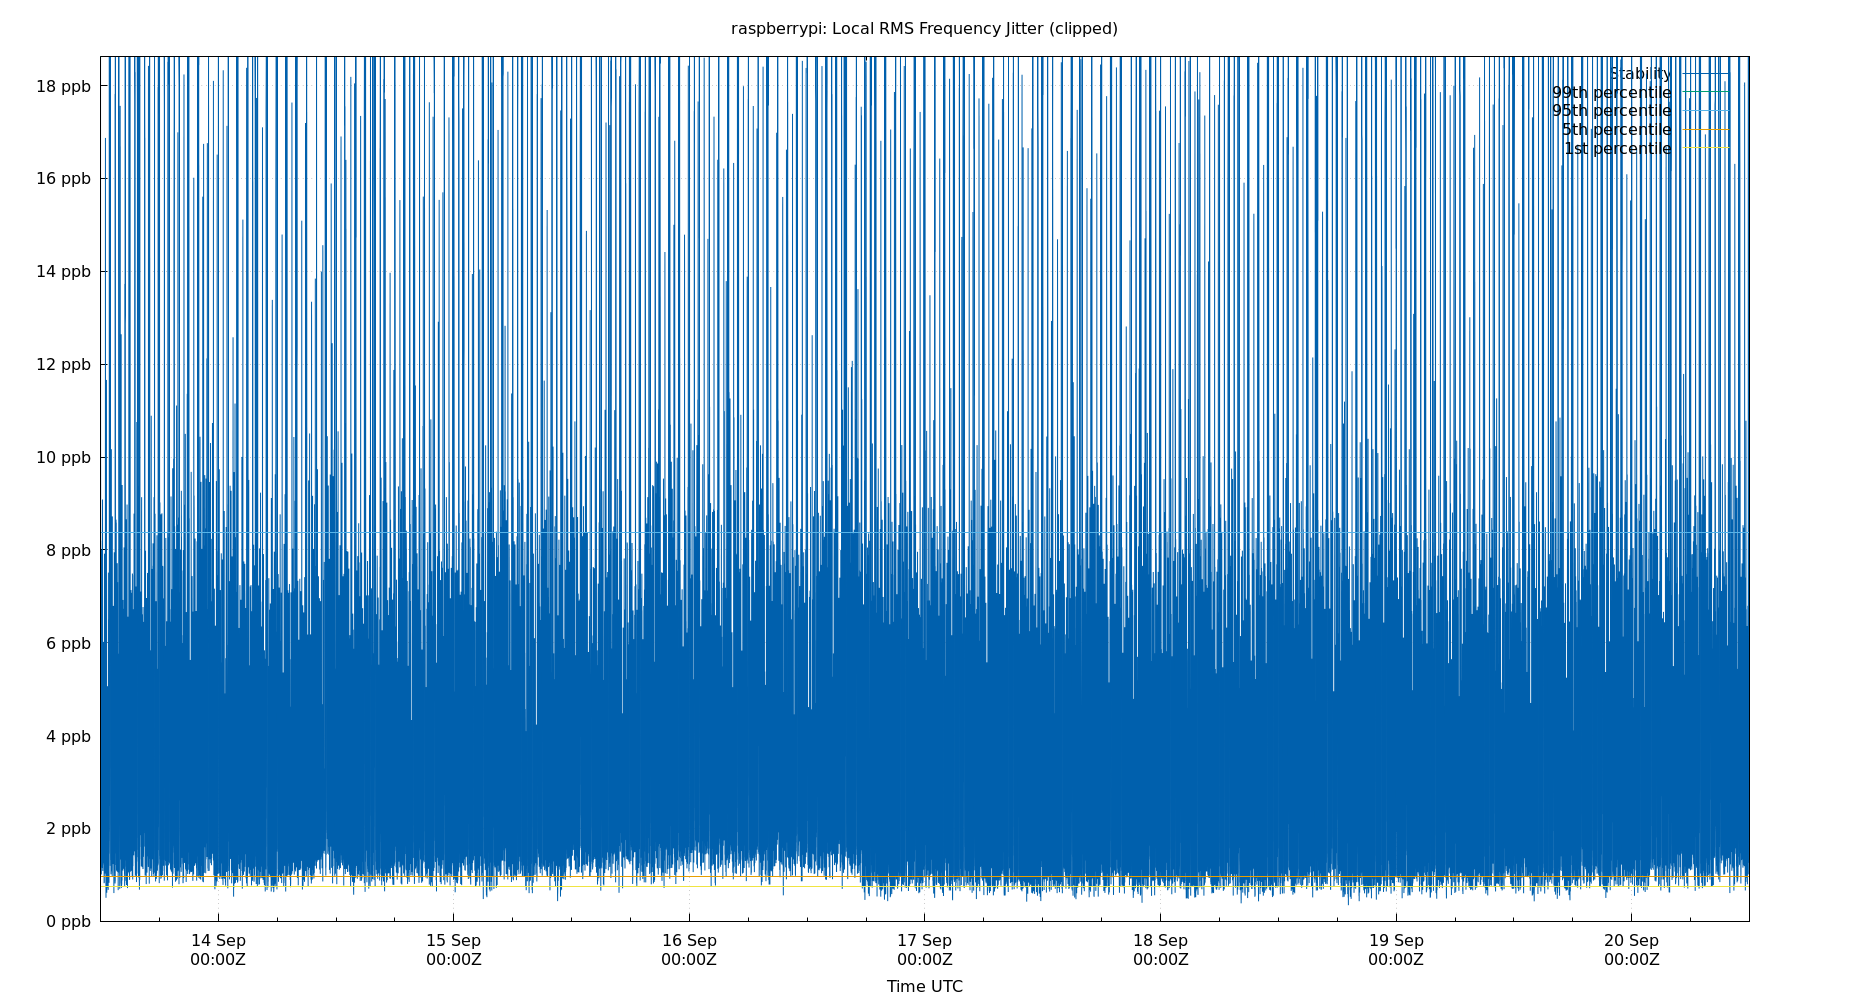 raspberrypi: Local RMS Frequency Jitter (clipped)
18 ppb
16 ppb
14 ppb
12 ppb
10 ppb
8 ppb
6 ppb
4 ppb
2 ppb
0 ppb
Stability
99th percentile
95th percentile
5th percentile
1st percentile
14 Sep 15 Sep 16 Sep 17 Sep 18 Sep 19 Sep 20 Sep
00:00Z 00:00Z 00:00Z 00:00Z 00:00Z 00:00Z 00:00Z
Time UTC